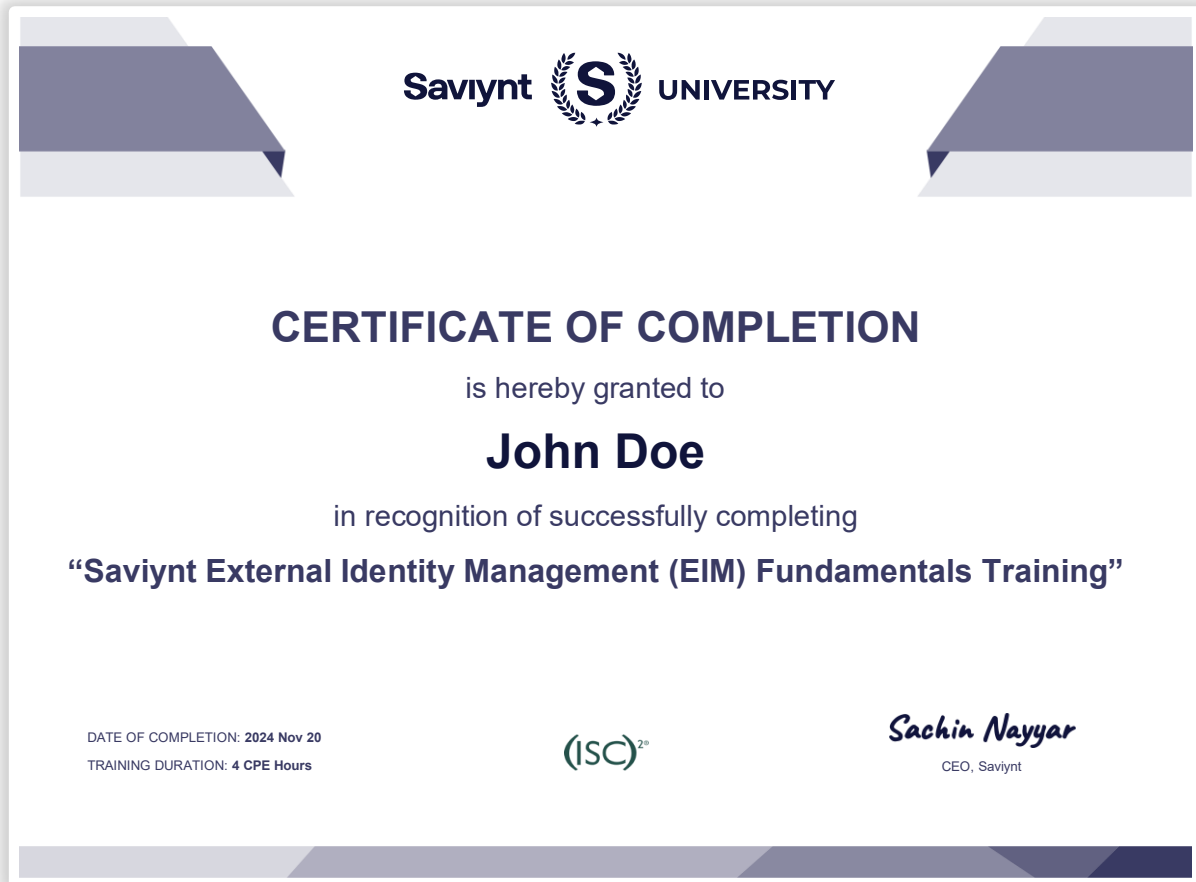 Saviynt S UNIVERSITY
CERTIFICATE OF COMPLETION
is hereby granted to
John Doe
in recognition of successfully completing
“Saviynt External Identity Management (EIM) Fundamentals Training”
DATE OF COMPLETION: 2024 Nov 20
TRAINING DURATION: 4 CPE Hours
(ISC)²®
Sachin Nayyar
CEO, Saviynt